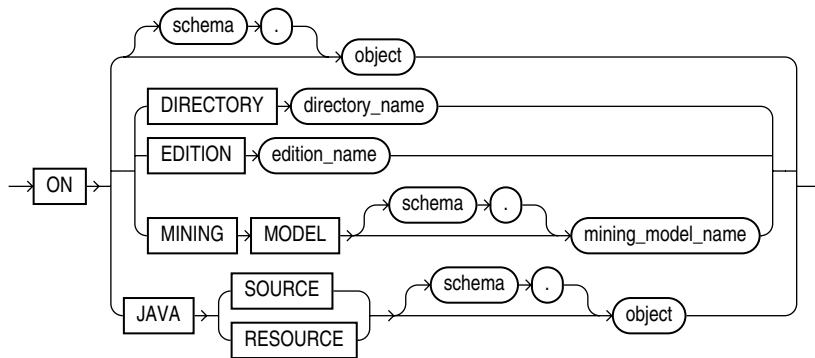 schema .
object
DIRECTORY directory_name
EDITION edition_name
ON
schema .
MINING MODEL mining_model_name
SOURCE schema .
JAVA object
RESOURCE